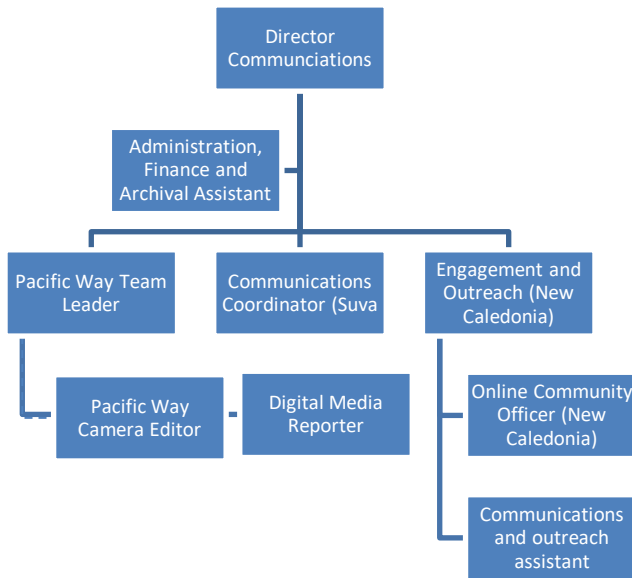 Director
Communciations
Administration,
Finance and
Archival Assistant
Pacific Way Team
Leader
Communications
Coordinator (Suva
Engagement and
Outreach (New
Caledonia)
Pacific Way
Camera Editor
Digital Media
Reporter
Online Community
Officer (New
Caledonia)
Communications
and outreach
assistant